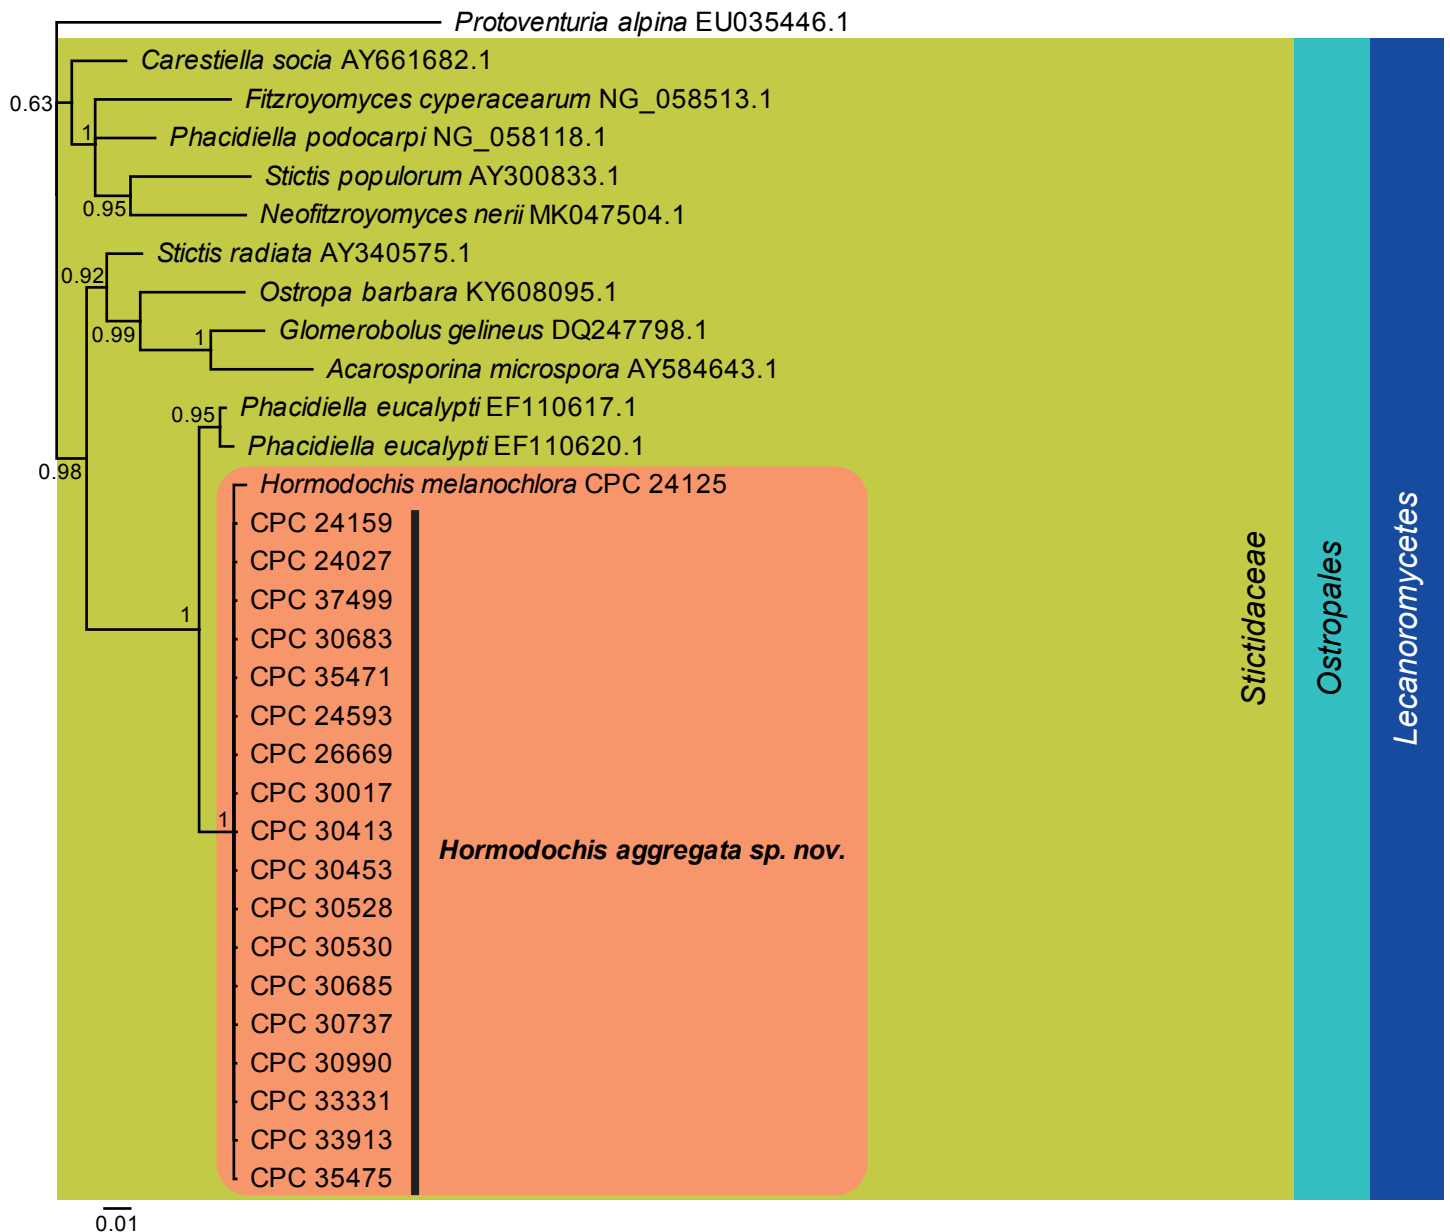 Protoventuria alpina EU035446.1
Carestiella socia AY661682.1
0.63
Fitzroyomyces cyperacearum NG_058513.1
1
Phacidiella podocarpi NG_058118.1
Stictis populorum AY300833.1
0.95
Neofitzroyomyces nerii MK047504.1
Stictis radiata AY340575.1
0.92
Ostropa barbara KY608095.1
0.99
1
Glomerobolus gelineus DQ247798.1
Acarosporina microspora AY584643.1
0.95
Phacidiella eucalypti EF110617.1
Phacidiella eucalypti EF110620.1
0.98
Hormodochis melanochlora CPC 24125
CPC 24159
CPC 24027
CPC 37499
1
CPC 30683
CPC 35471
CPC 24593
CPC 26669
CPC 30017
1
CPC 30413
Hormodochis aggregata sp. nov.
CPC 30453
CPC 30528
CPC 30530
CPC 30685
CPC 30737
CPC 30990
CPC 33331
CPC 33913
CPC 35475
0.01
Stictidaceae
Ostropales
Lecanoromycetes